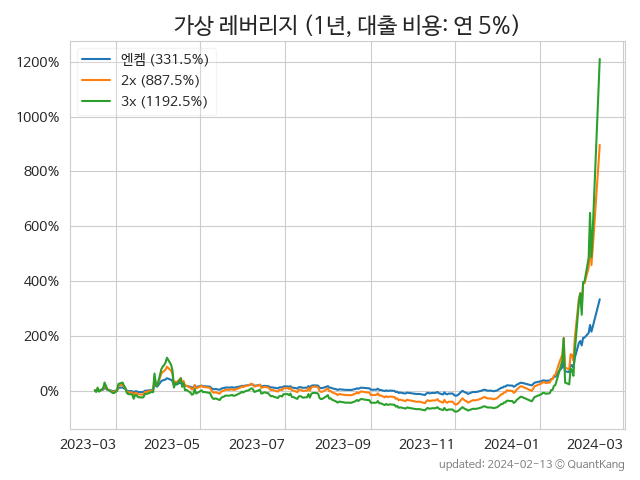 가상 레버리지 (1년, 대출 비용: 연 5%)
엔켐 (331.5%)
2x (887.5%)
3x (1192.5%)
1200%
1000%
800%
600%
400%
200%
0%
2023-03 2023-05 2023-07 2023-09 2023-11 2024-01 2024-03
updated: 2024-02-13 © QuantKang